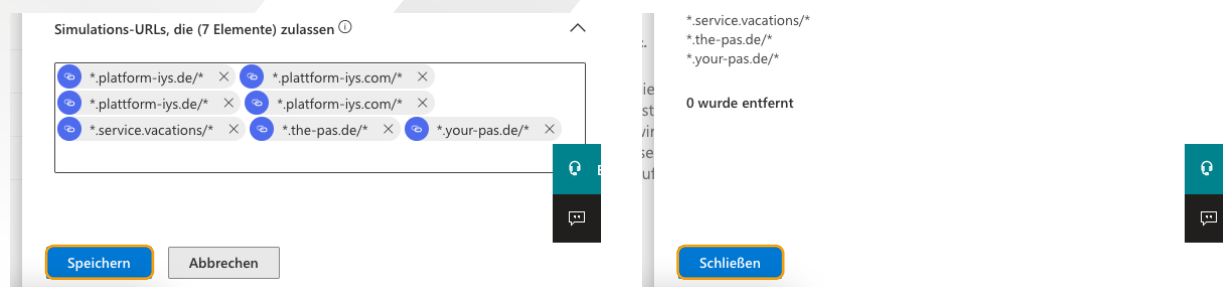 Simulations-URLs, die (7 Elemente) zulassen
*.platform-iys.de/* *.plattform-iys.com/*
*.plattform-iys.de/* *.plattform-iys.com/*
*.service.vacations/* *.the-pas.de/* *.your-pas.de/*
Speichern Abbrechen
*.service.vacations/*
*.the-pas.de/*
*.your-pas.de/*
0 wurde entfernt
Schließen